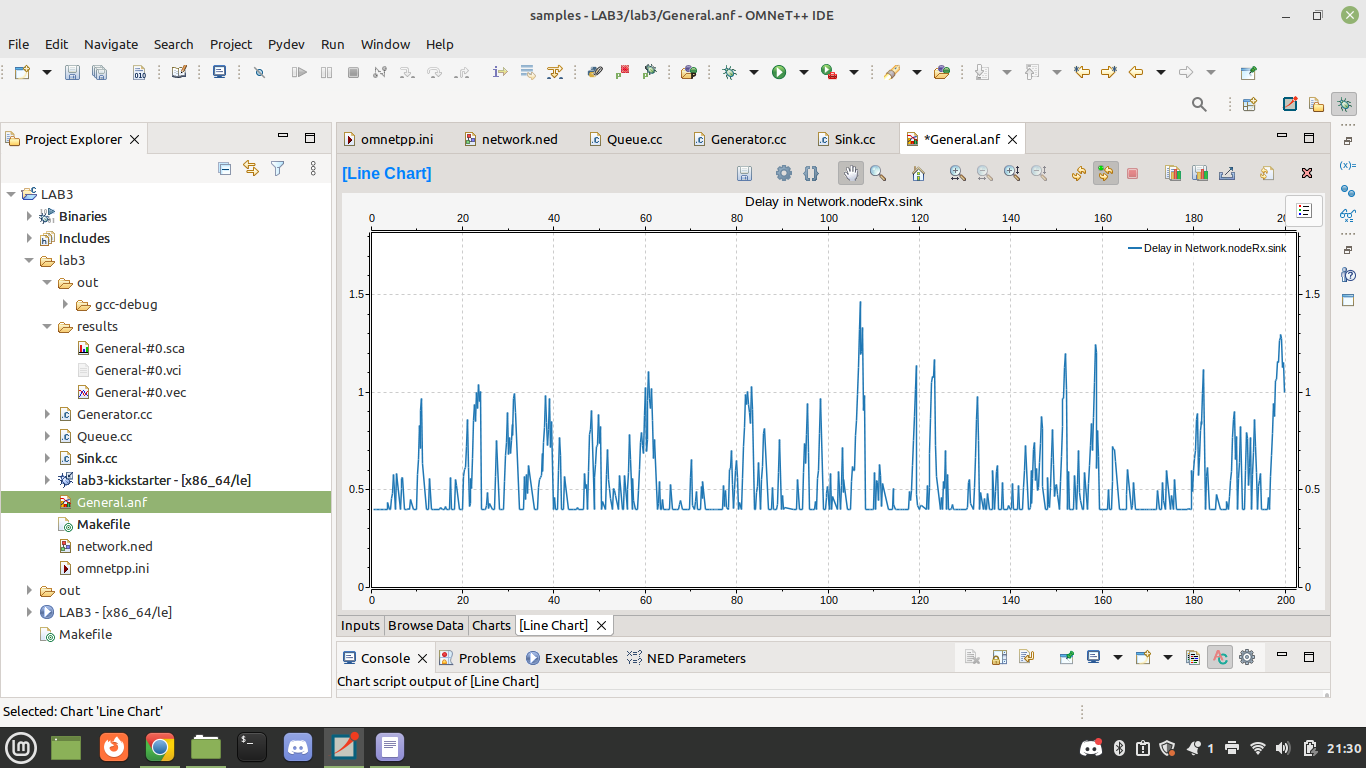 samples - LAB3/lab3/General.anf - OMNeT++ IDE
File Edit Navigate Search Project Pydev Run Window Help
Project Explorer
omnetpp.ini network.ned Queue.cc Generator.cc Sink.cc *General.anf
[Line Chart]
LAB3
Binaries
Includes
lab3
out
gcc-debug
results
General-#0.sca
General-#0.vci
General-#0.vec
Generator.cc
Queue.cc
Sink.cc
lab3-kickstarter - [x86_64/le]
General.anf
Makefile
network.ned
omnetpp.ini
out
LAB3 - [x86_64/le]
Makefile
Delay in Network.nodeRx.sink
0 20 40 60 80 100 120 140 160 180
Delay in Network.nodeRx.sink
1.5 1.5
1 1
0.5 0.5
0 0
0 20 40 60 80 100 120 140 160 180 200
Inputs Browse Data Charts [Line Chart]
Console Problems Executables NED Parameters
Chart script output of [Line Chart]
Selected: Chart 'Line Chart'
1 21:30